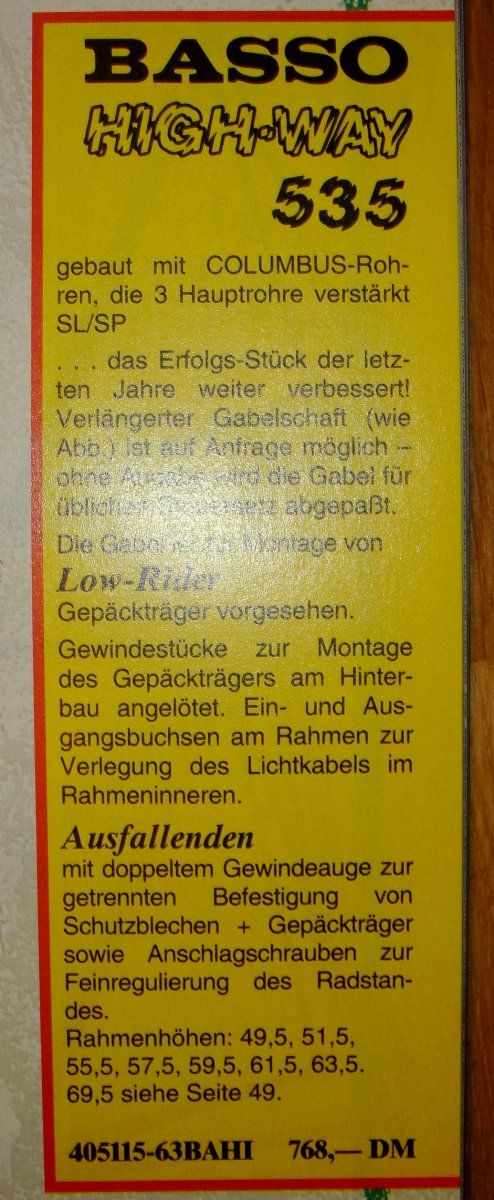 BASSO
HIGH-WAY
535
gebaut mit COLUMBUS-Roh-
ren, die 3 Hauptrohre verstärkt
SL/SP
. . . das Erfolgs-Stück der letz-
ten Jahre weiter verbessert!
Verlängerter Gabelschaft (wie
Abb.) ist auf Anfrage möglich –
ohne Angabe wird die Gabel für
üblichen Steuersatz abgepaßt.
Die Gabel ist zur Montage von
Low-Rider
Gepäckträger vorgesehen.
Gewindestücke zur Montage
des Gepäckträgers am Hinter-
bau angelötet. Ein- und Aus-
gangsbuchsen am Rahmen zur
Verlegung des Lichtkabels im
Rahmeninneren.
Ausfallenden
mit doppeltem Gewindeauge zur
getrennten Befestigung von
Schutzblechen + Gepäckträger
sowie Anschlagschrauben zur
Feinregulierung des Radstan-
des.
Rahmenhöhen: 49,5, 51,5,
55,5, 57,5, 59,5, 61,5, 63,5.
69,5 siehe Seite 49.
405115-63BAHI 768,— DM